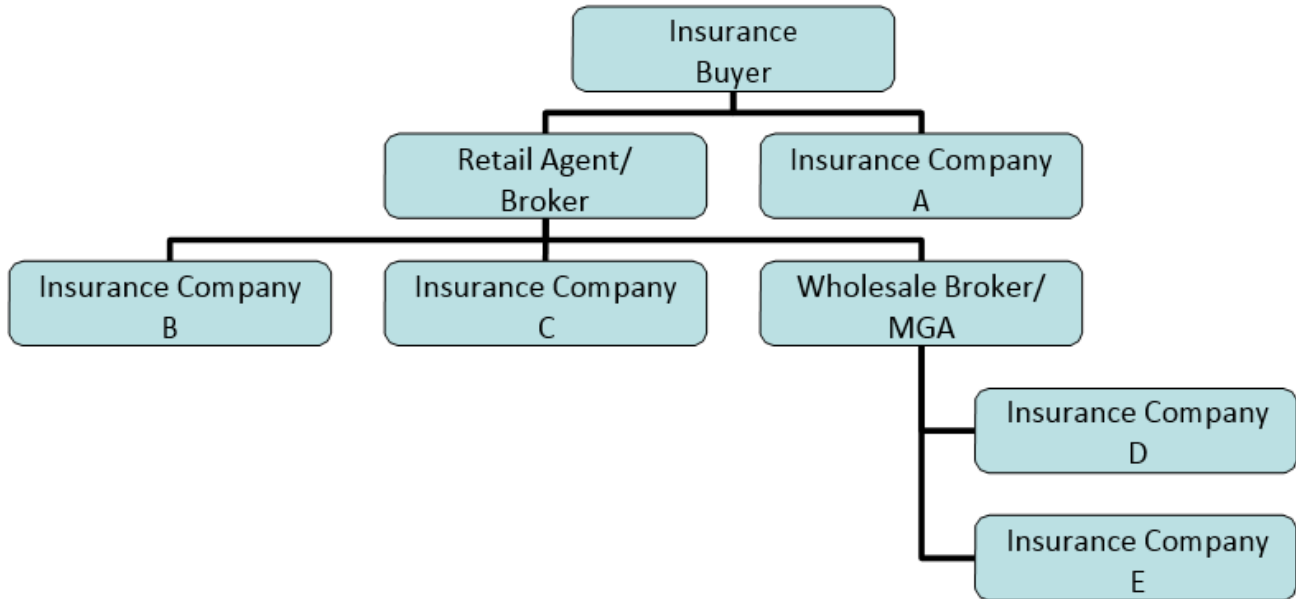 Insurance
Buyer
Retail Agent/
Broker
Insurance Company
A
Insurance Company
B
Insurance Company
C
Wholesale Broker/
MGA
Insurance Company
D
Insurance Company
E